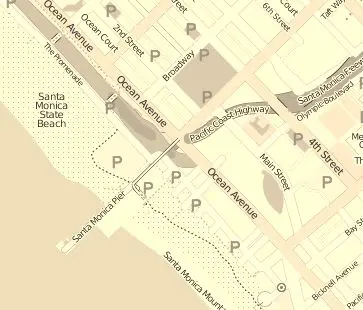 Ocean Avenue
Ocean Court
2nd Street
6th Street
Court
Taft Way
P
The Promenade
Broadway
P
P
P
Santa
Monica
State
Beach
P
Ocean Avenue
P
Pacific Coast Highway
Santa Monica Freeway
Olympic Boulevard
P
P
4th Street
P
P
Main Street
P
P
P
P
Ocean Avenue
P
Santa Monica Pier
P
Bay St
Santa Monica Mount
P
Bicknell Avenue
Pacific